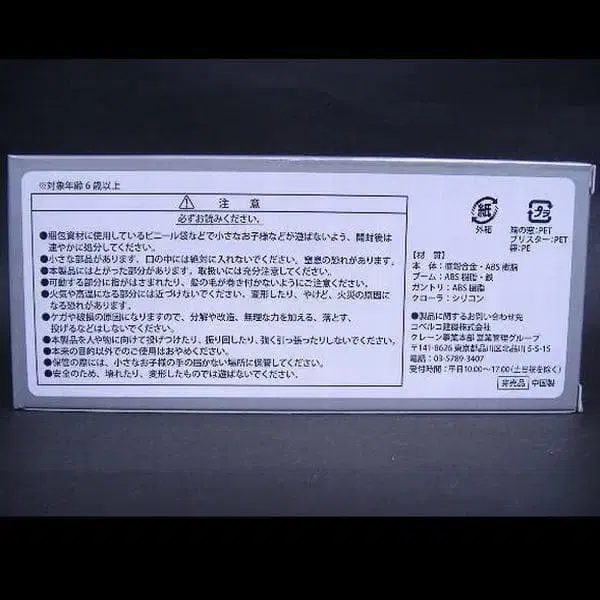 ※対象年齢6歳以上
注 意
必ずお読みください。
●梱包資材に使用しているビニール袋などで小さなお子様などが遊ばないよう、開封後は
速やかに処分してください。
●小さな部品があります。口の中には絶対に入れないでください。窒息の恐れがあります。
●本製品にはとがった部分があります。取扱いには充分注意してください。
●可動する部分に指がはさまれたり、髪の毛が巻き付かないようにご注意ください。
●火気や高温になる部分には近づけないでください。変形したり、やけど、火災の原因に
なる恐れがあります。
●ケガや破損の原因になりますので、分解や改造、無理な力を加える、落とす、
投げるなどはしないでください。
●本製品を人や物に向けて投げつけたり、振り回したり、強く引っ張ったりしないでください。
●本来の目的以外でのご使用はおやめください。
●保管の際には、小さなお子様の手の届かない場所に保管してください。
●安全のため、壊れたり、変形したものでは遊ばないでください。
紙
外箱
プラ
箱の窓:PET
ブリスター:PET
袋:PE
【材 質】
本 体:亜鉛合金・ABS樹脂
ブーム:ABS樹脂・鉄
ガントリ:ABS樹脂
クローラ:シリコン
●製品に関するお問い合わせ先
コベルコ建機株式会社
クレーン事業本部 営業管理グループ
〒141-8626 東京都品川区北品川5-5-15
電話:03-5789-3407
受付時間:平日10:00~17:00(土日祝を除く)
非売品 中国製